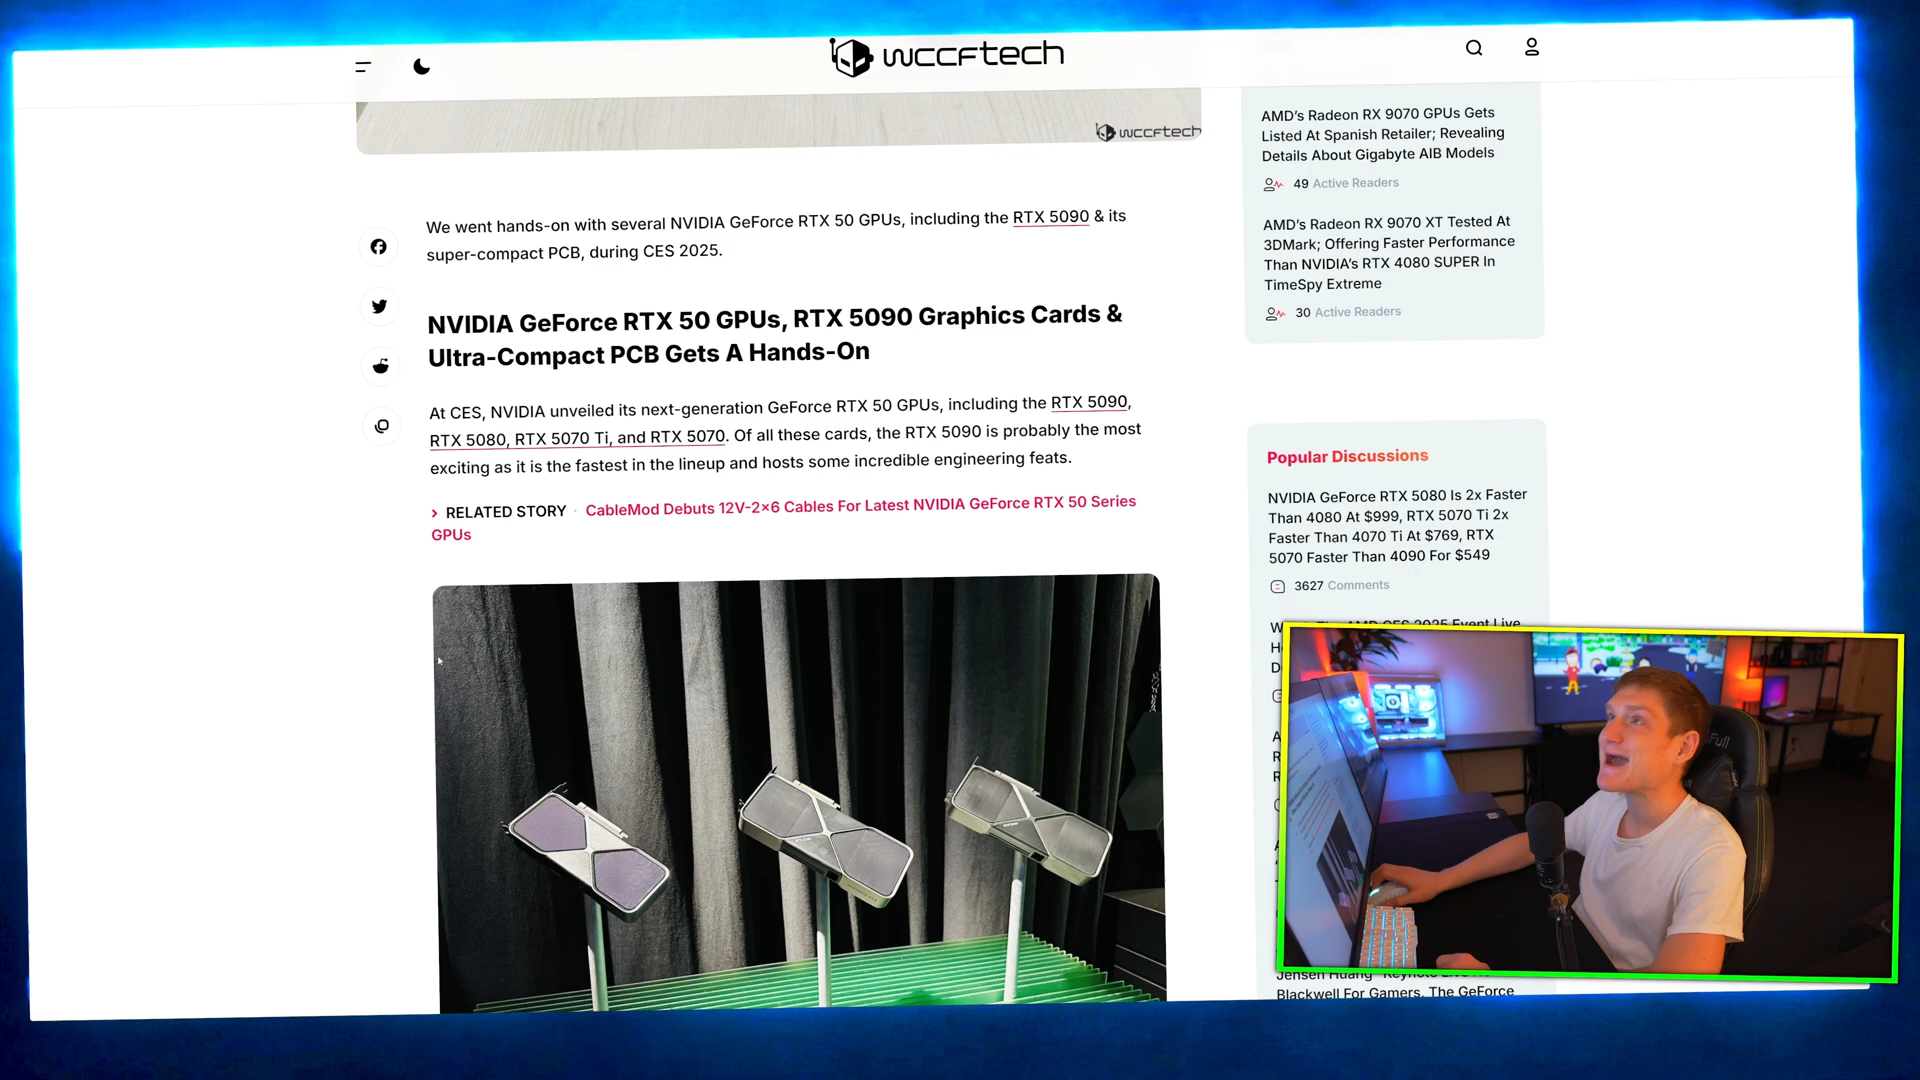 wccftech
wccftech
We went hands-on with several NVIDIA GeForce RTX 50 GPUs, including the RTX 5090 & its
super-compact PCB, during CES 2025.
NVIDIA GeForce RTX 50 GPUs, RTX 5090 Graphics Cards &
Ultra-Compact PCB Gets A Hands-On
At CES, NVIDIA unveiled its next-generation GeForce RTX 50 GPUs, including the RTX 5090,
RTX 5080, RTX 5070 Ti, and RTX 5070. Of all these cards, the RTX 5090 is probably the most
exciting as it is the fastest in the lineup and hosts some incredible engineering feats.
RELATED STORY · CableMod Debuts 12V-2×6 Cables For Latest NVIDIA GeForce RTX 50 Series
GPUs
AMD's Radeon RX 9070 GPUs Gets
Listed At Spanish Retailer; Revealing
Details About Gigabyte AIB Models
49 Active Readers
AMD's Radeon RX 9070 XT Tested At
3DMark; Offering Faster Performance
Than NVIDIA's RTX 4080 SUPER In
TimeSpy Extreme
30 Active Readers
Popular Discussions
NVIDIA GeForce RTX 5080 Is 2x Faster
Than 4080 At $999, RTX 5070 Ti 2x
Faster Than 4070 Ti At $769, RTX
5070 Faster Than 4090 For $549
3627 Comments
AMD CES 2025 Event Live
Full
Jensen Huang
Blackwell For Gamers, The GeForce